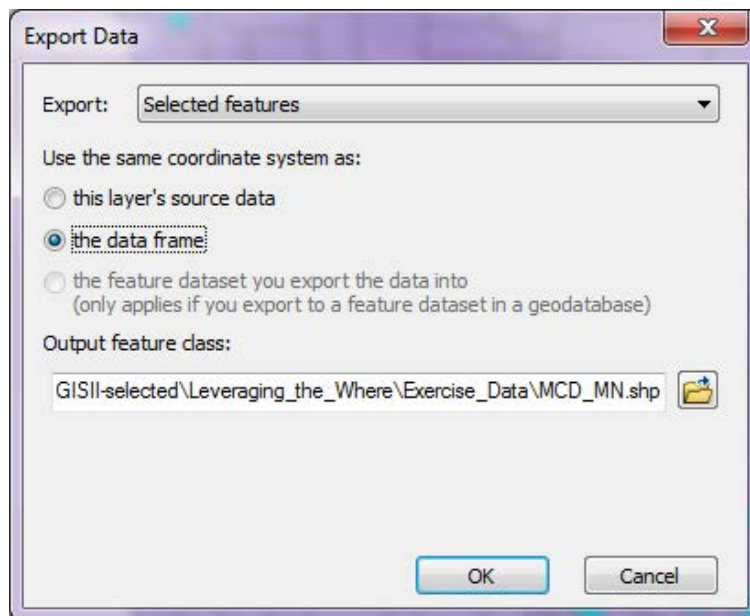 Export Data
Export: Selected features
Use the same coordinate system as:
this layer's source data
the data frame
the feature dataset you export the data into
(only applies if you export to a feature dataset in a geodatabase)
Output feature class:
GISII-selected\Leveraging_the_Where\Exercise_Data\MCD_MN.shp
OK Cancel